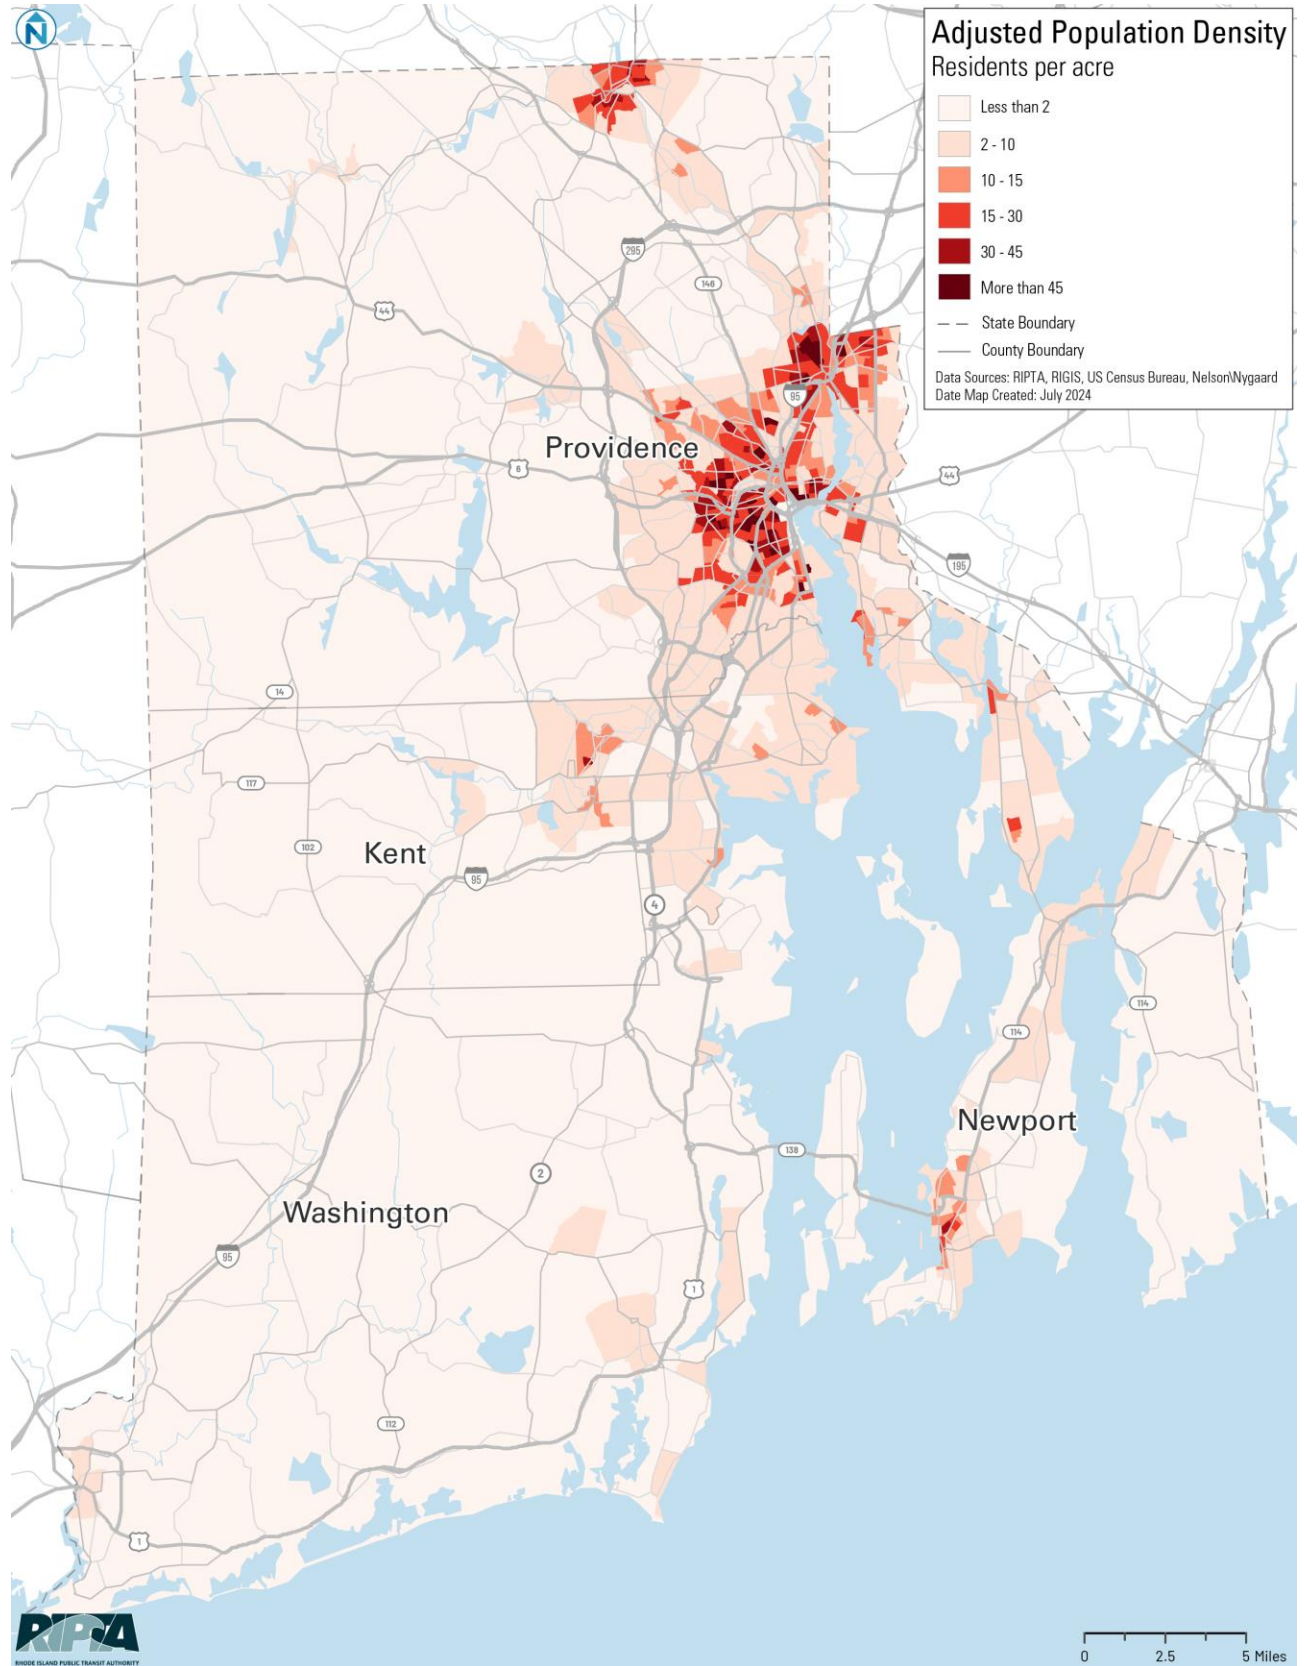 N
Adjusted Population Density
Residents per acre
Less than 2
2 - 10
10 - 15
15 - 30
30 - 45
More than 45
State Boundary
County Boundary
Data Sources: RIPTA, RIGIS, US Census Bureau, Nelson\Nygaard
Date Map Created: July 2024
295
146
44
95
Providence
6
44
195
14
117
102
Kent
95
4
114
114
Newport
138
2
Washington
95
1
112
1
RIPTA
RHODE ISLAND PUBLIC TRANSIT AUTHORITY
0 2.5 5 Miles